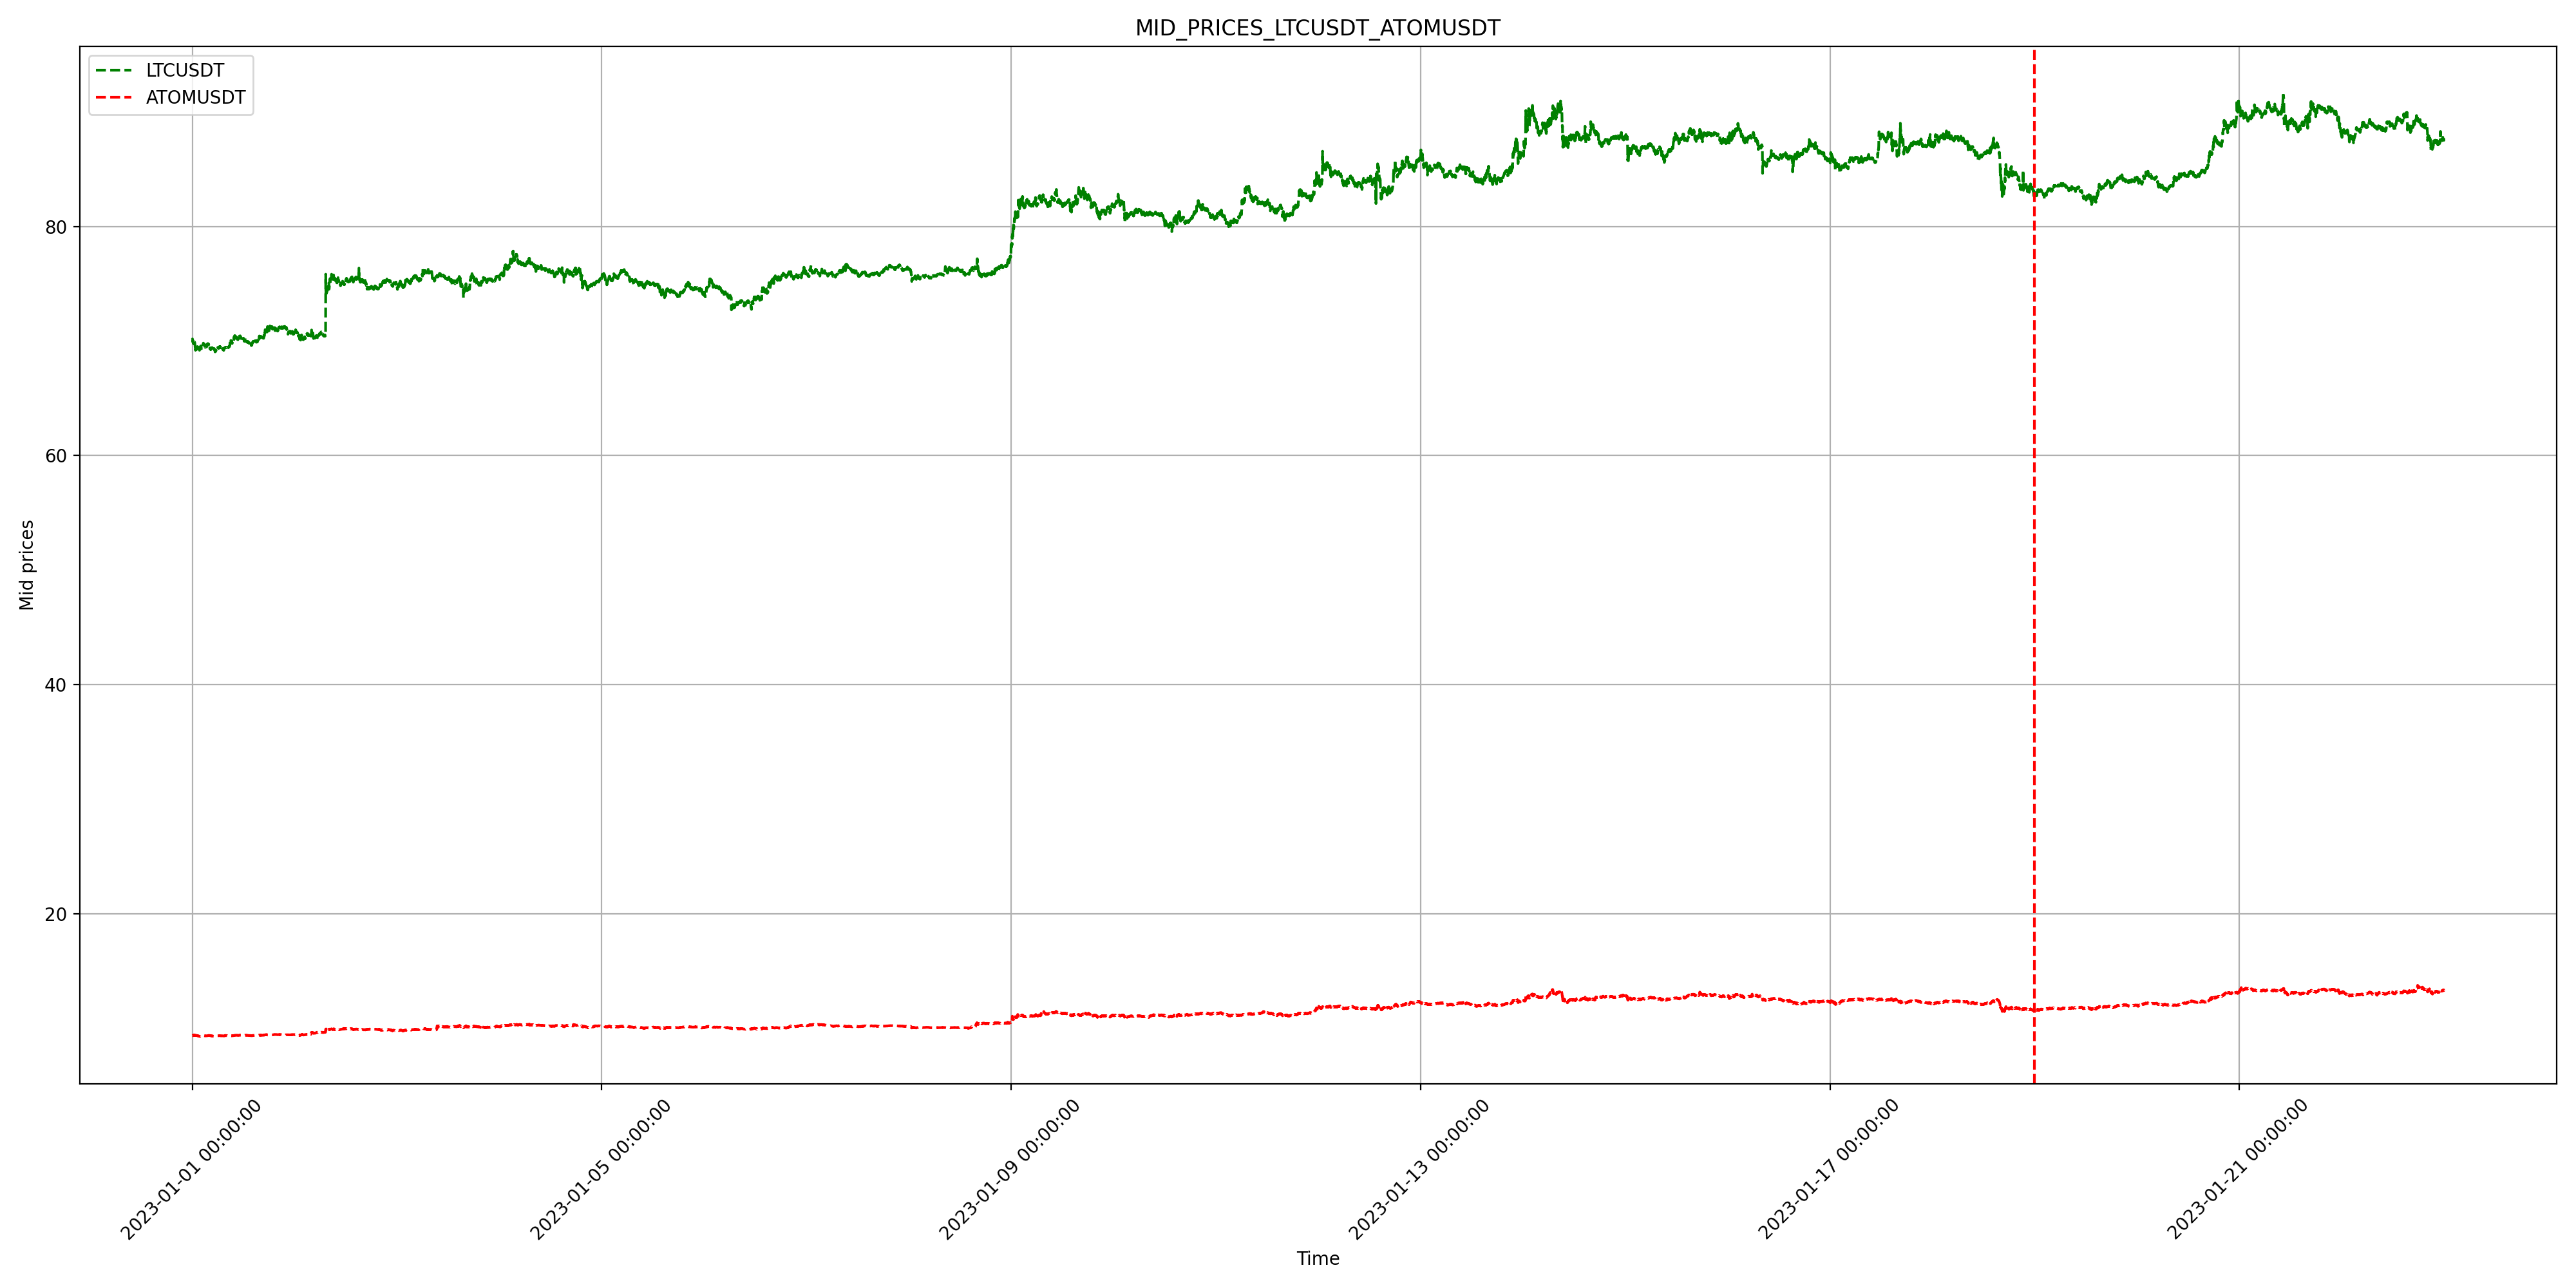 MID_PRICES_LTCUSDT_ATOMUSDT
LTCUSDT
ATOMUSDT
80
60
40
20
Mid prices
2023-01-01 00:00:00
2023-01-05 00:00:00
2023-01-09 00:00:00
2023-01-13 00:00:00
2023-01-17 00:00:00
2023-01-21 00:00:00
Time